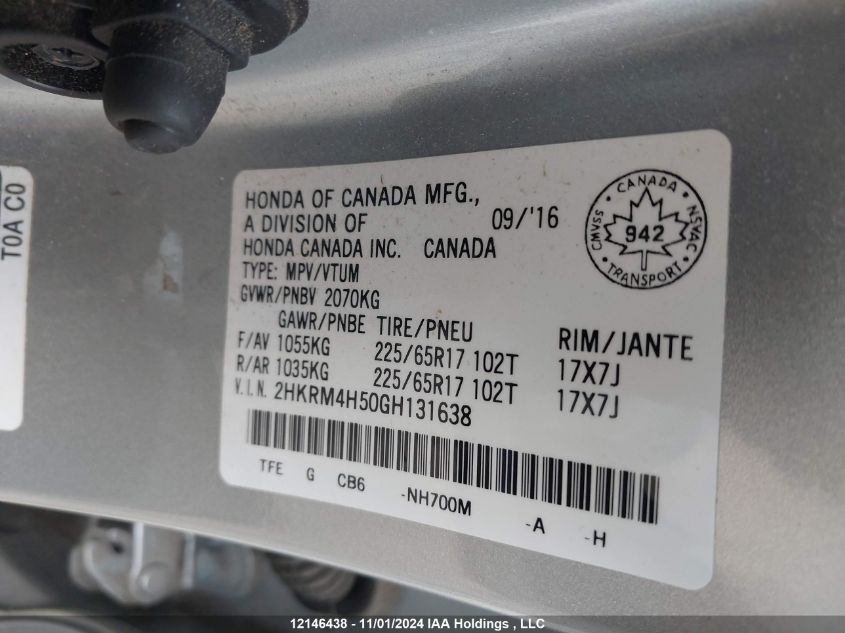 T0A C0
HONDA OF CANADA MFG.,
A DIVISION OF 09/'16
HONDA CANADA INC. CANADA
TYPE: MPV/VTUM
GVWR/PNBV 2070KG
GAWR/PNBE TIRE/PNEU RIM/JANTE
F/AV 1055KG 225/65R17 102T 17X7J
R/AR 1035KG 225/65R17 102T 17X7J
V.I.N. 2HKRM4H50GH131638
TFE G CB6 -NH700M -A -H
CANADA
CMVSS 942 NSVAC
TRANSPORT
12146438 - 11/01/2024 IAA Holdings , LLC